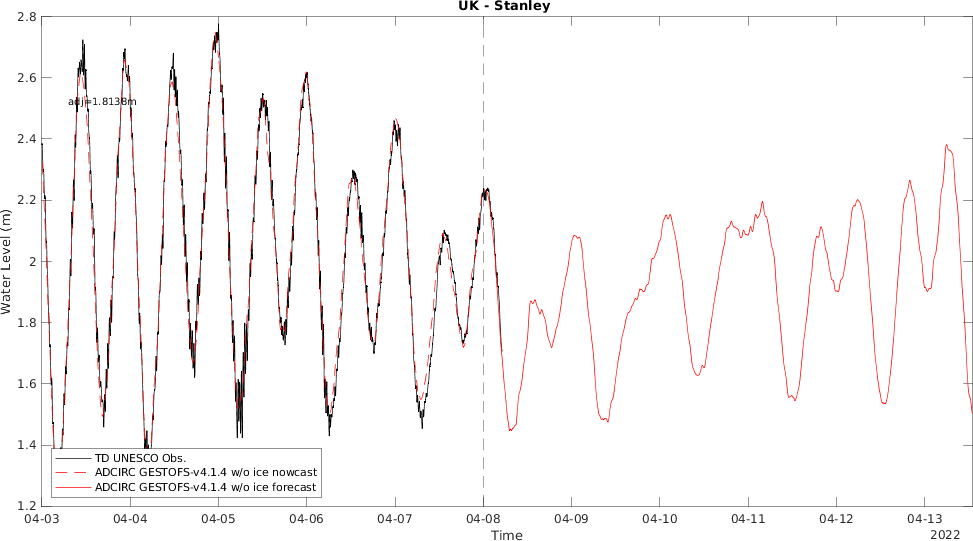 UK - Stanley
2.8
2.6
adj=1.8138m
2.4
2.2
2
1.8
1.6
1.4
1.2
Water Level (m)
TD UNESCO Obs.
ADCIRC GESTOFS-v4.1.4 w/o ice nowcast
ADCIRC GESTOFS-v4.1.4 w/o ice forecast
04-03 04-04 04-05 04-06 04-07 04-08 04-09 04-10 04-11 04-12 04-13
Time
2022